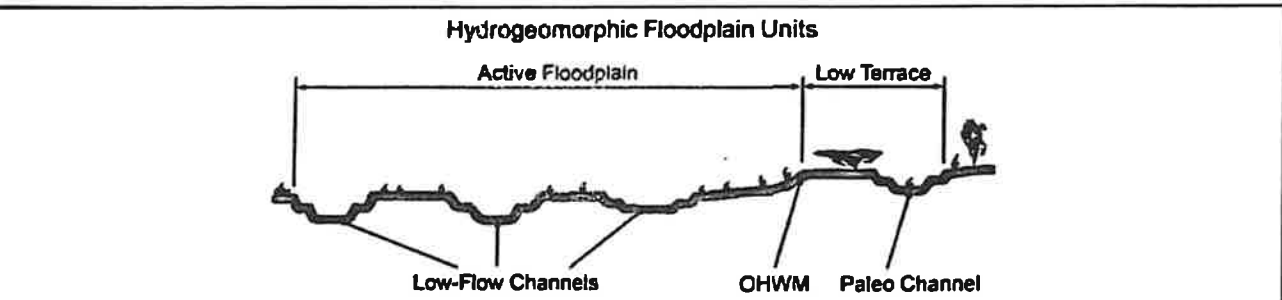 Hydrogeomorphic Floodplain Units
Active Floodplain
Low Terrace
Low-Flow Channels
OHWM
Paleo Channel